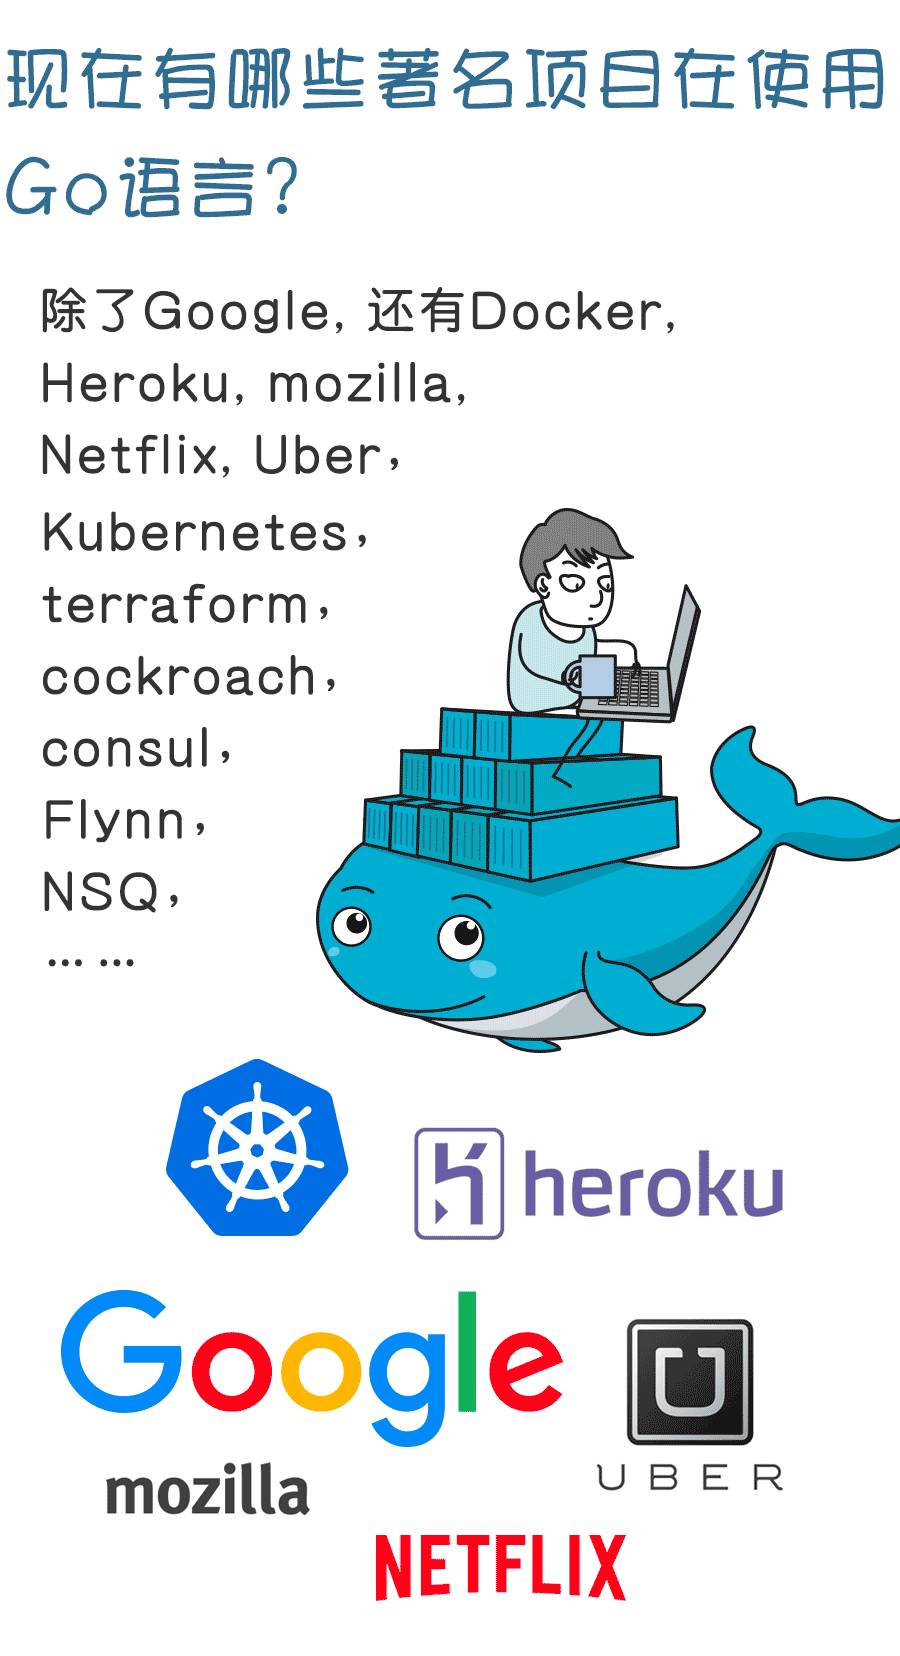 现在有哪些著名项目在使用
Go语言?
除了Google, 还有Docker,
Heroku, mozilla,
Netflix, Uber，
Kubernetes，
terraform，
cockroach，
consul，
Flynn，
NSQ，
... ...
heroku
Google
U
UBER
mozilla
NETFLIX